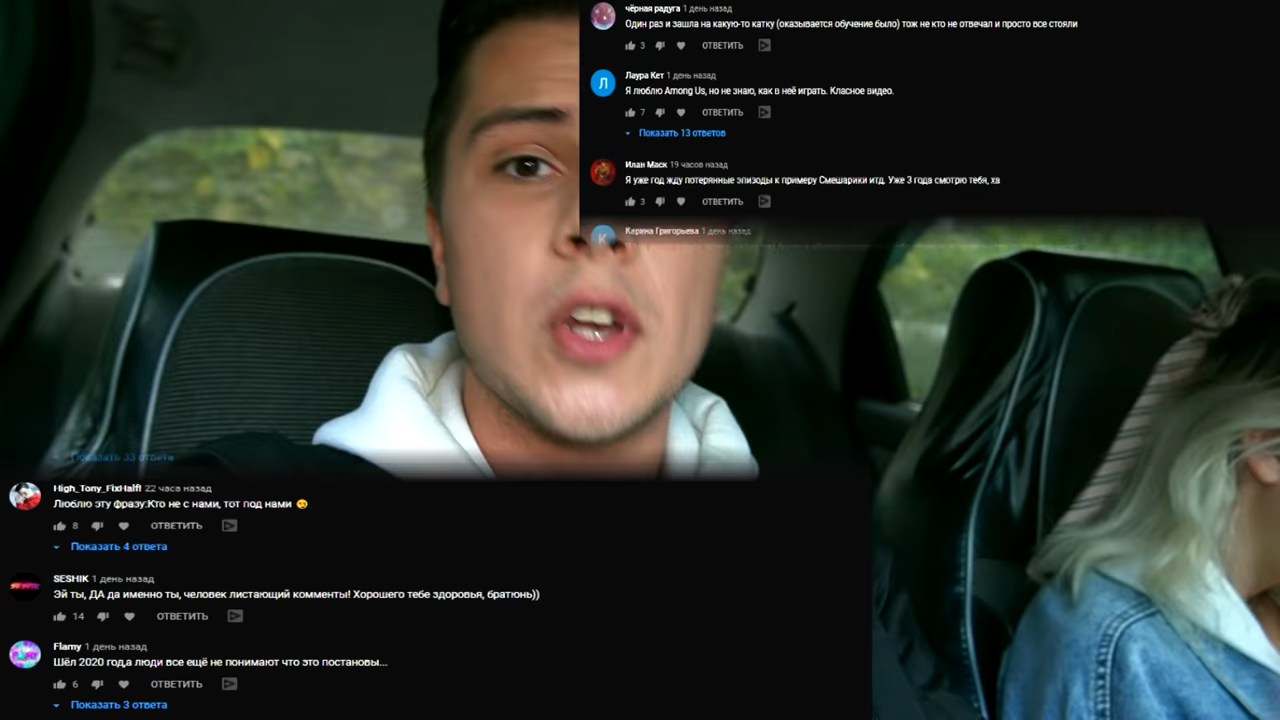 чёрная радуга 1 день назад
Один раз и зашла на какую-то катку (оказывается обучение было) тож не кто не отвечал и просто все стояли
3 ОТВЕТИТЬ
Лаура Кет 1 день назад
Я люблю Among Us, но не знаю, как в неё играть. Класное видео.
7 ОТВЕТИТЬ
Показать 13 ответов
Илан Маск 19 часов назад
Я уже год жду потерянные эпизоды к примеру Смешарики итд. Уже 3 года смотрю тебя, ха
3 ОТВЕТИТЬ
Карина Григорьева 1 день назад
Показать 33 ответа
High_Tony_FixHalf! 22 часа назад
Люблю эту фразу:Кто не с нами, тот под нами 😏
8 ОТВЕТИТЬ
Показать 4 ответа
SESHIK 1 день назад
Эй ты, ДА да именно ты, человек листающий комменты! Хорошего тебе здоровья, братюнь))
14 ОТВЕТИТЬ
Flamy 1 день назад
Шёл 2020 год,а люди все ещё не понимают что это постановы...
6 ОТВЕТИТЬ
Показать 3 ответа